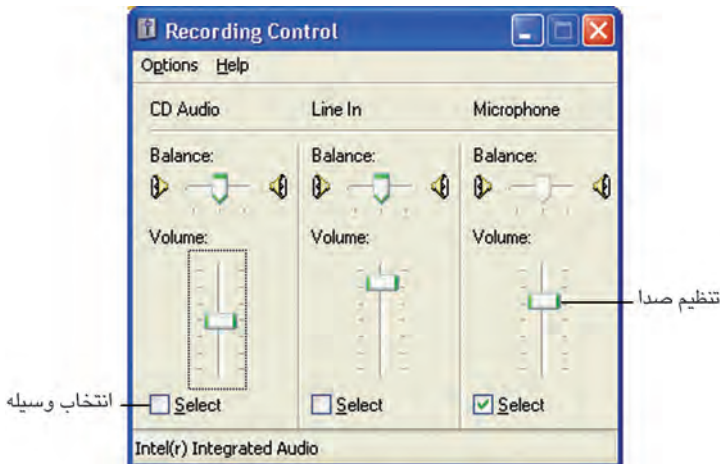 Recording Control
Options Help
CD Audio Line In Microphone
Balance: Balance: Balance:
Volume: Volume: Volume:
تنظیم صدا
انتخاب وسیله
Select Select Select
Intel(r) Integrated Audio